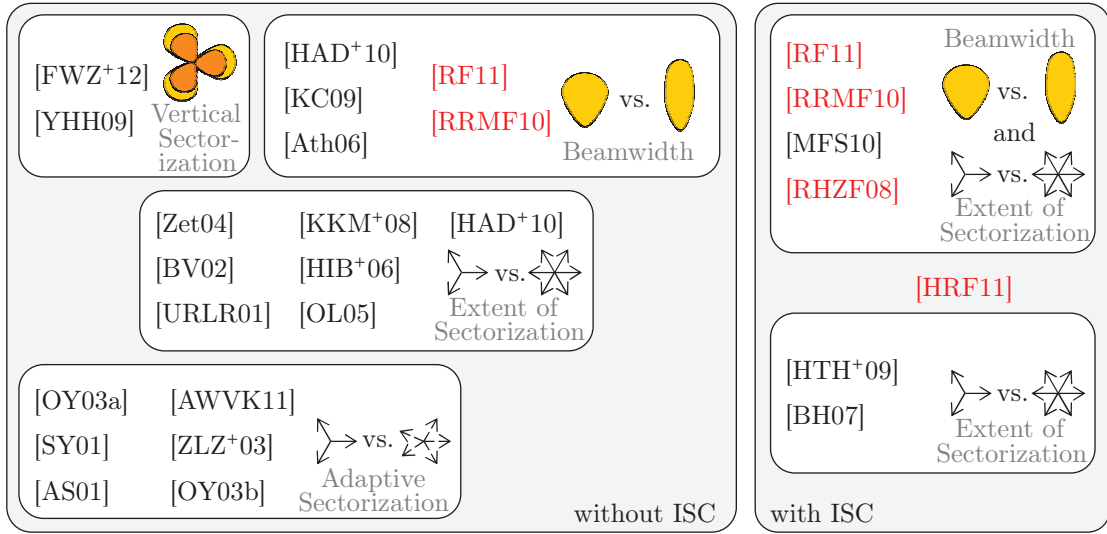 [FWZ+12]
[YHH09]
Vertical
Sector-
ization
[HAD+10]
[KC09]
[Ath06]
[RF11]
[RRMF10]
vs.
Beamwidth
[Zet04]
[BV02]
[URLR01]
[KKM+08]
[HIB+06]
[OL05]
[HAD+10]
vs.
Extent of
Sectorization
[OY03a]
[SY01]
[AS01]
[AWVK11]
[ZLZ+03]
[OY03b]
vs.
Adaptive
Sectorization
without ISC
[RF11]
[RRMF10]
[MFS10]
[RHZF08]
Beamwidth
vs.
and
vs.
Extent of
Sectorization
[HRF11]
[HTH+09]
[BH07]
vs.
Extent of
Sectorization
with ISC